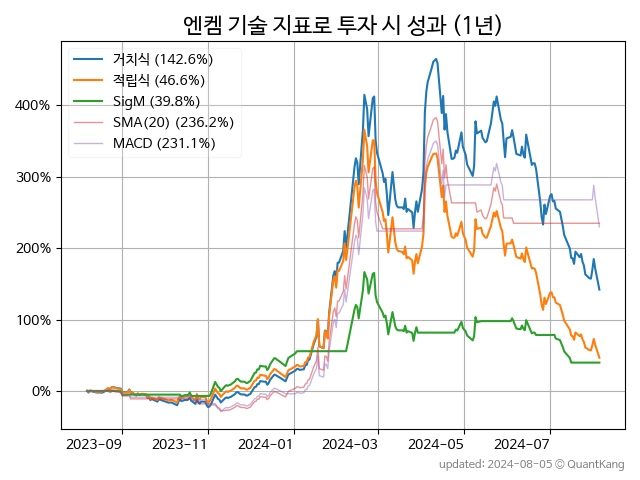 엔켐 기술 지표로 투자 시 성과 (1년)
거치식 (142.6%)
적립식 (46.6%)
SigM (39.8%)
SMA(20) (236.2%)
MACD (231.1%)
400%
300%
200%
100%
0%
2023-09 2023-11 2024-01 2024-03 2024-05 2024-07
updated: 2024-08-05 © QuantKang